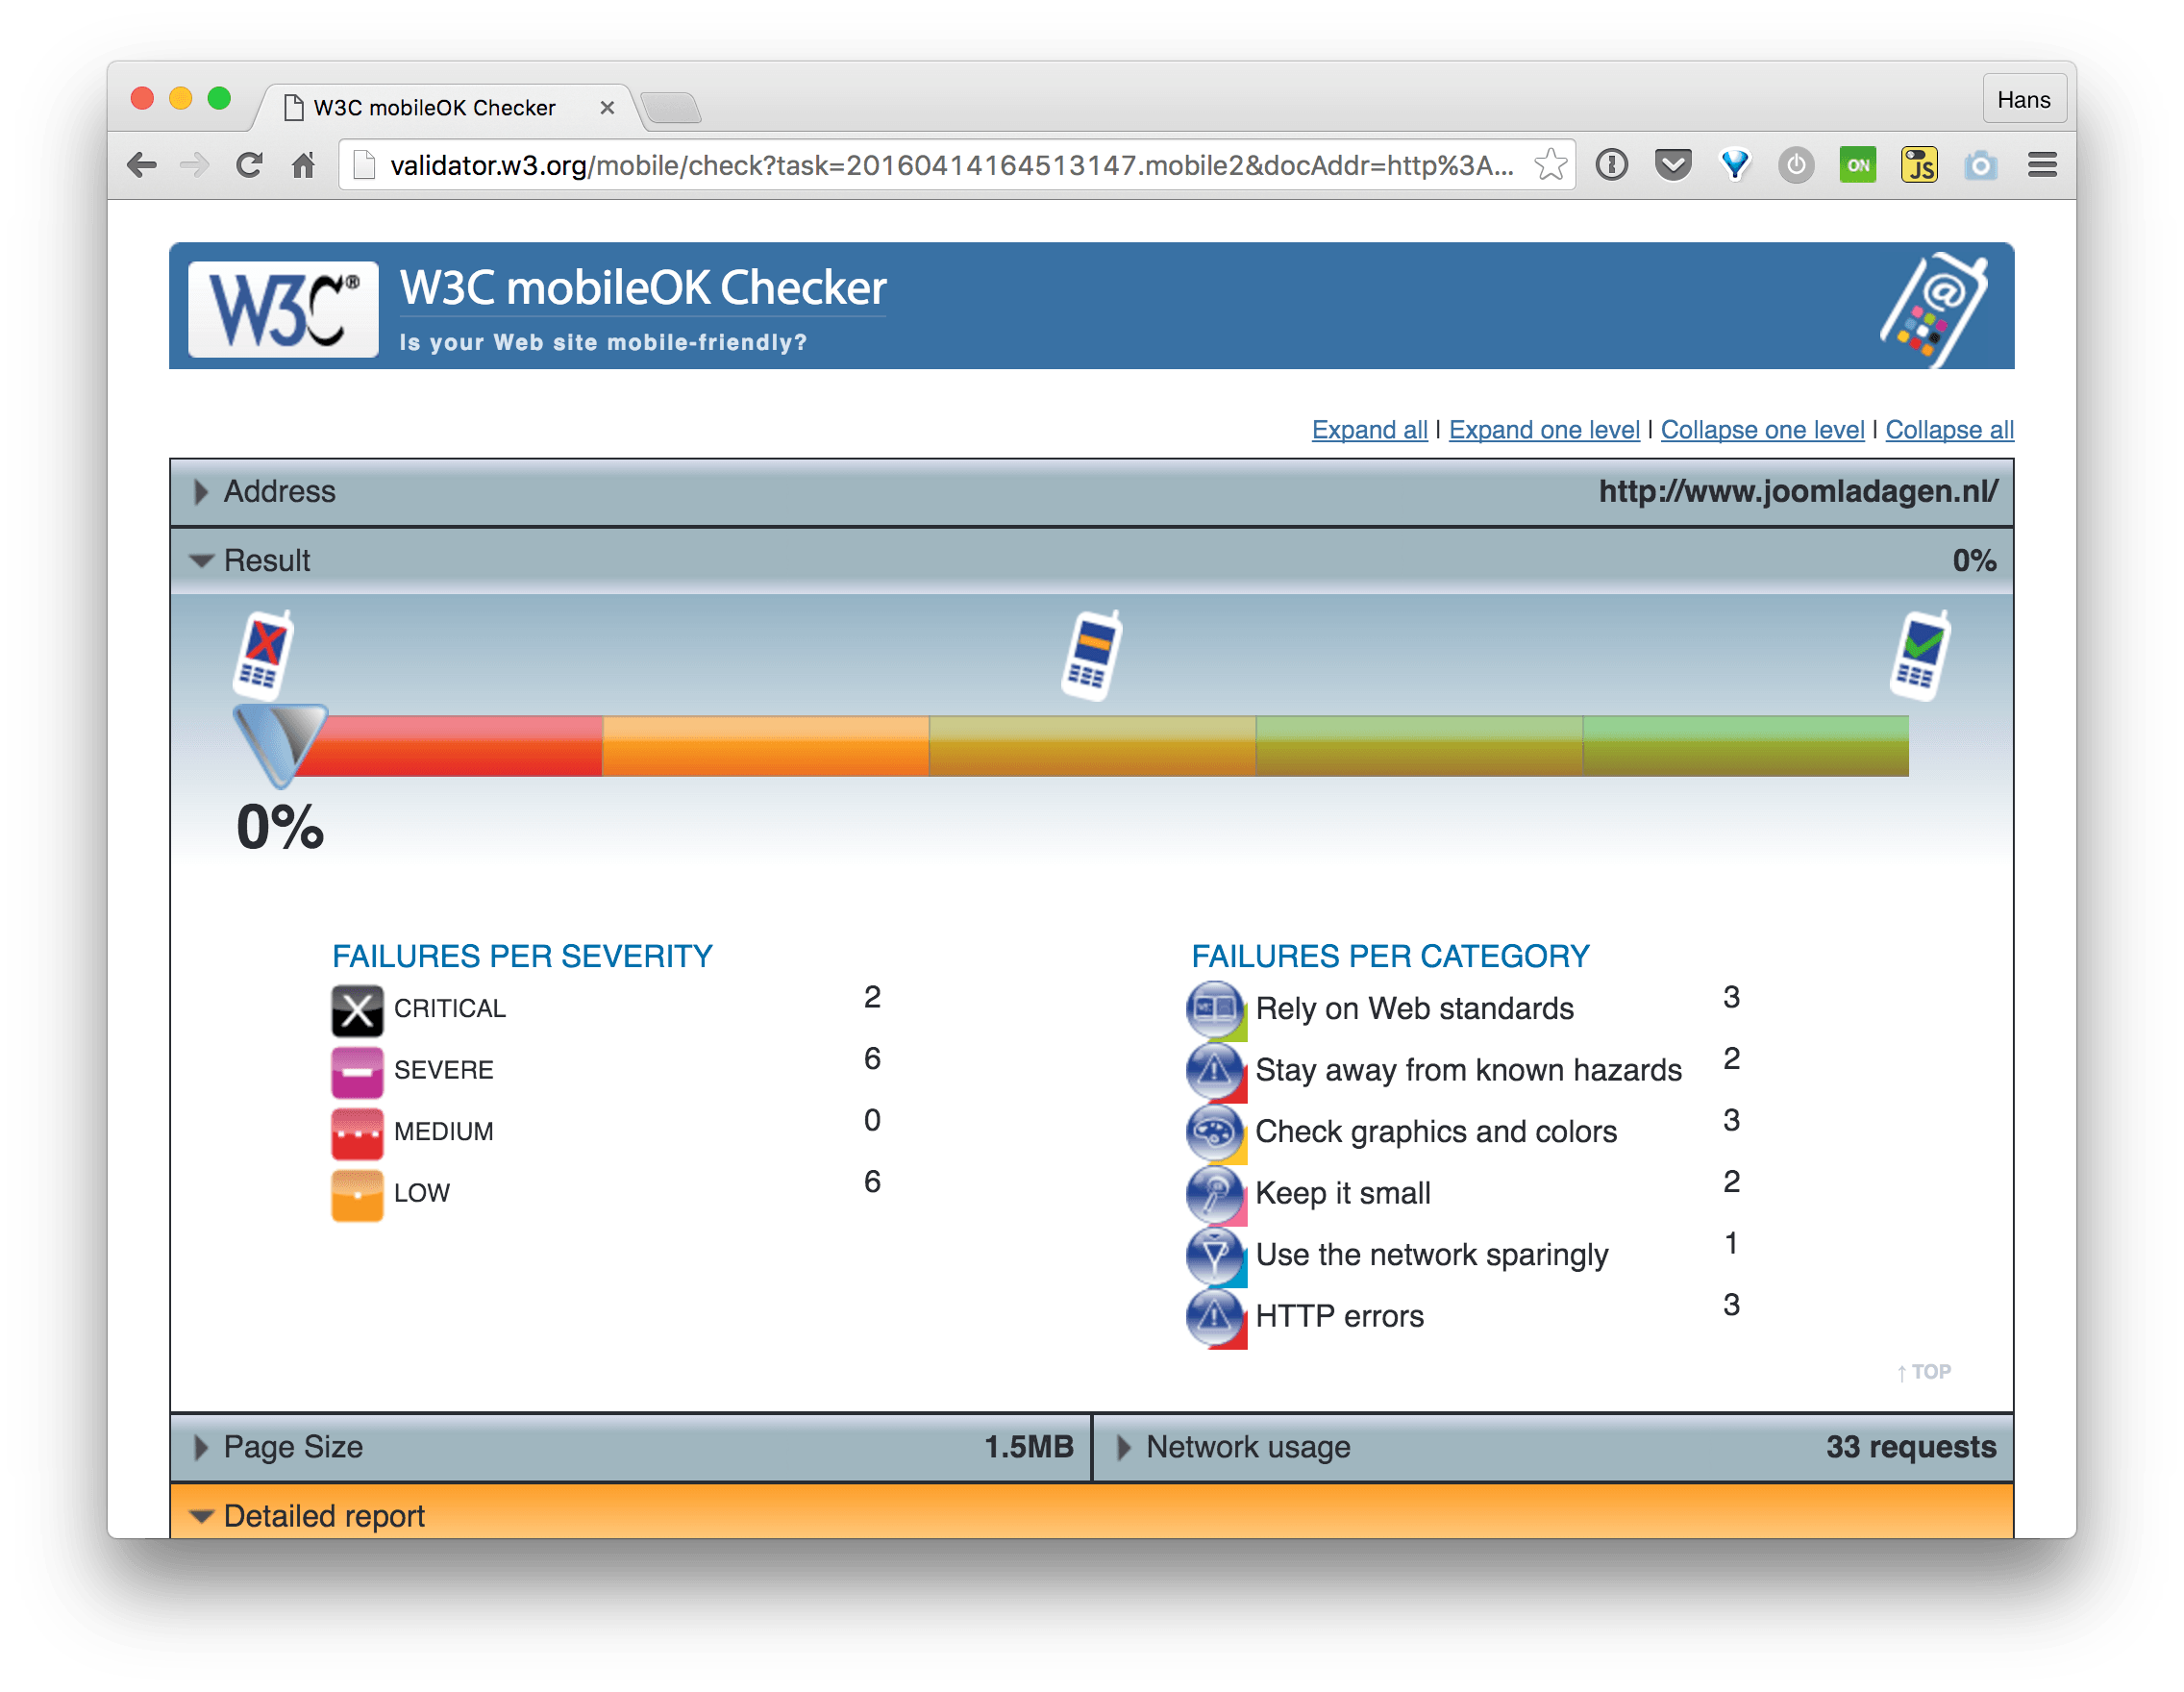 W3C mobileOK Checker
Hans
validator.w3.org/mobile/check?task=20160414164513147.mobile2&docAddr=http%3A...
ON
JS
W3C®
W3C mobileOK Checker
Is your Web site mobile-friendly?
@
Expand all | Expand one level | Collapse one level | Collapse all
Address http://www.joomladagen.nl/
Result 0%
0%
FAILURES PER SEVERITY
CRITICAL 2
SEVERE 6
MEDIUM 0
LOW 6
FAILURES PER CATEGORY
Rely on Web standards 3
Stay away from known hazards 2
Check graphics and colors 3
Keep it small 2
Use the network sparingly 1
HTTP errors 3
↑ TOP
Page Size 1.5MB
Network usage 33 requests
Detailed report